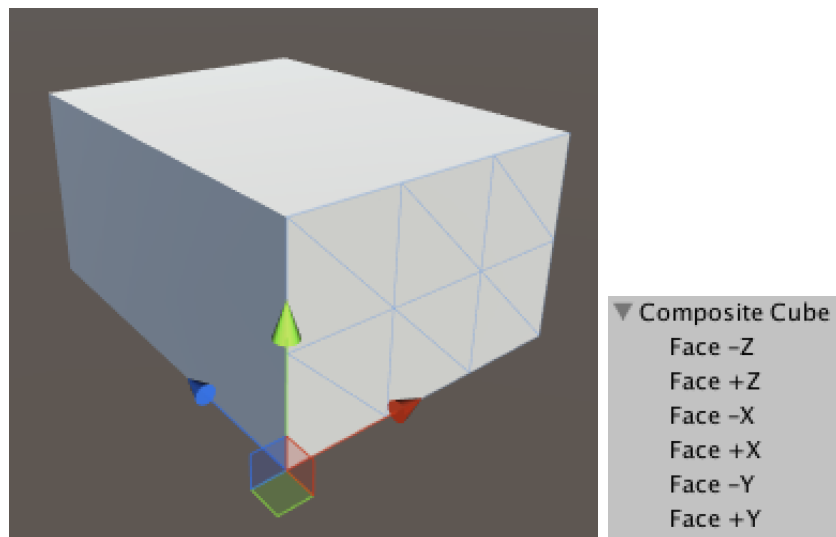 Composite Cube
Face -Z
Face +Z
Face -X
Face +X
Face -Y
Face +Y